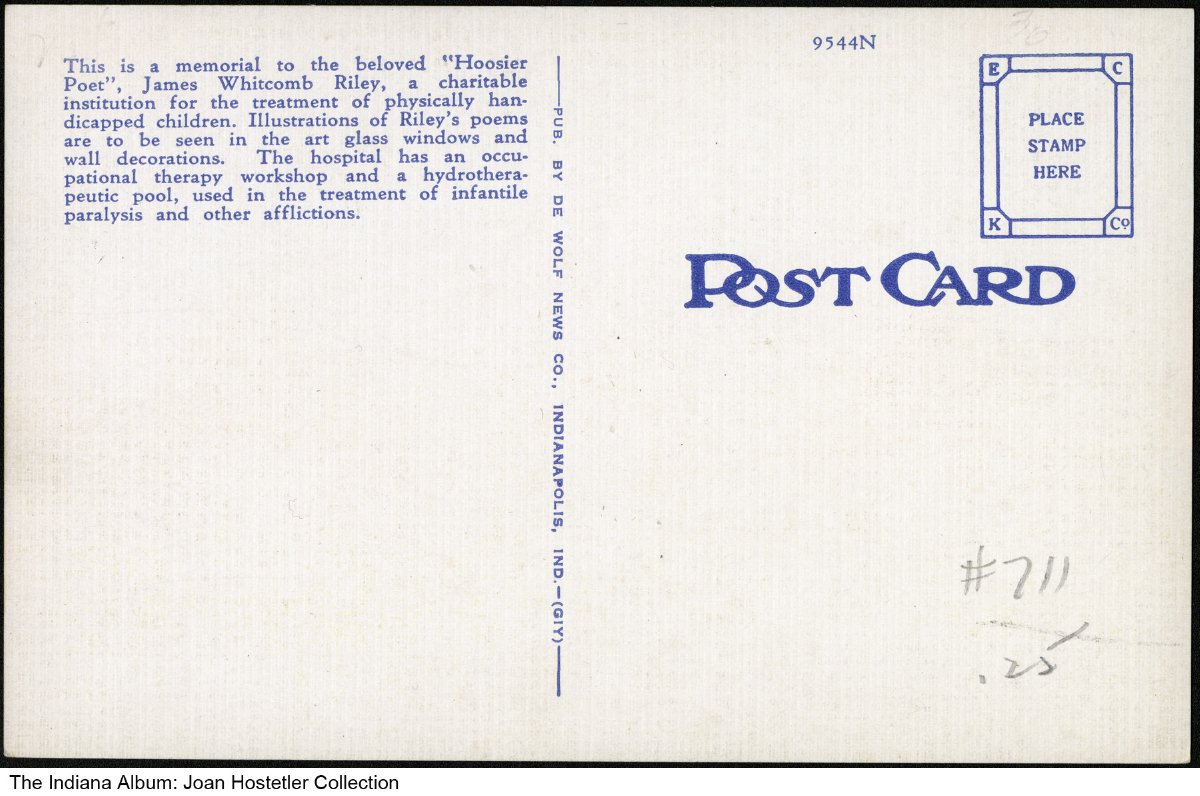 This is a memorial to the beloved "Hoosier
Poet", James Whitcomb Riley, a charitable
institution for the treatment of physically han-
dicapped children. Illustrations of Riley's poems
are to be seen in the art glass windows and
wall decorations. The hospital has an occu-
pational therapy workshop and a hydrothera-
peutic pool, used in the treatment of infantile
paralysis and other afflictions.
PUB. BY DE WOLF NEWS CO., INDIANAPOLIS, IND.—(GIY)
9544N
E C
PLACE
STAMP
HERE
K Co
POST CARD
#711
.25
The Indiana Album: Joan Hostetler Collection